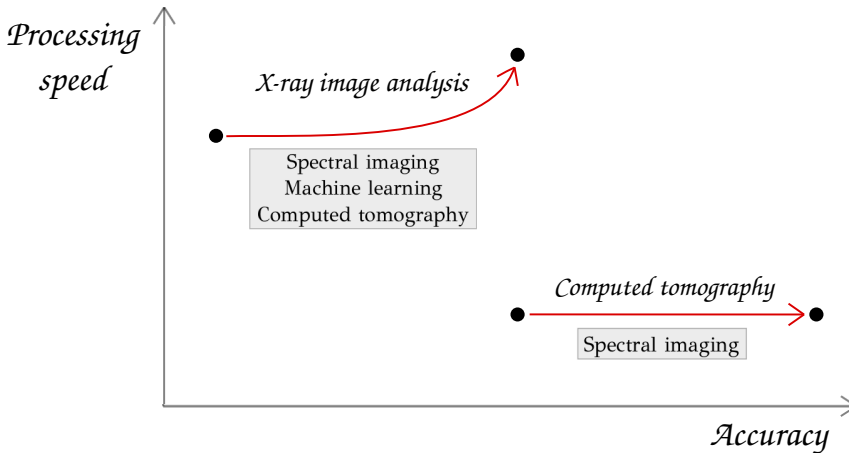 Processing
speed
X-ray image analysis
Spectral imaging
Machine learning
Computed tomography
Computed tomography
Spectral imaging
Accuracy